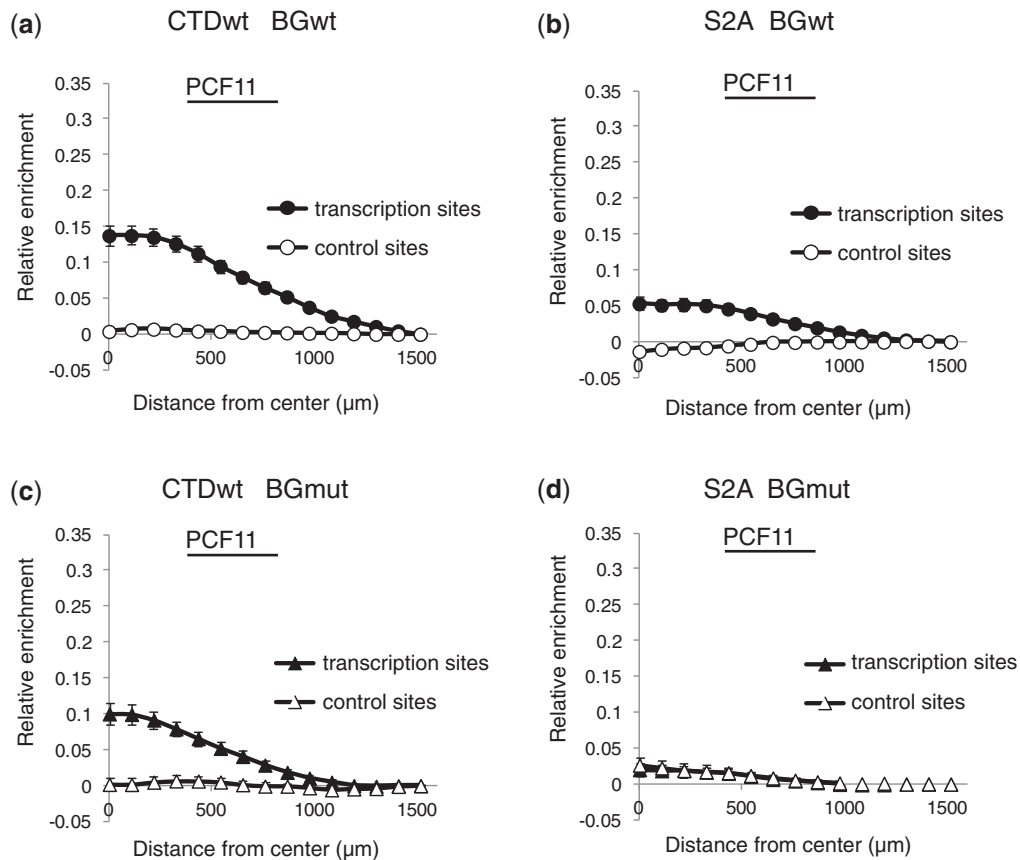 (a) CTDwt BGwt
PCF11
0.35
0.3
0.25
0.2
0.15
0.1
0.05
0
-0.05
Relative enrichment
transcription sites
control sites
0 500 1000 1500
Distance from center (μm)
(b) S2A BGwt
PCF11
0.35
0.3
0.25
0.2
0.15
0.1
0.05
0
-0.05
Relative enrichment
transcription sites
control sites
0 500 1000 1500
Distance from center (μm)
(c) CTDwt BGmut
PCF11
0.35
0.3
0.25
0.2
0.15
0.1
0.05
0
-0.05
Relative enrichment
transcription sites
control sites
0 500 1000 1500
Distance from center (μm)
(d) S2A BGmut
PCF11
0.35
0.3
0.25
0.2
0.15
0.1
0.05
0
-0.05
Relative enrichment
transcription sites
control sites
0 500 1000 1500
Distance from center (μm)